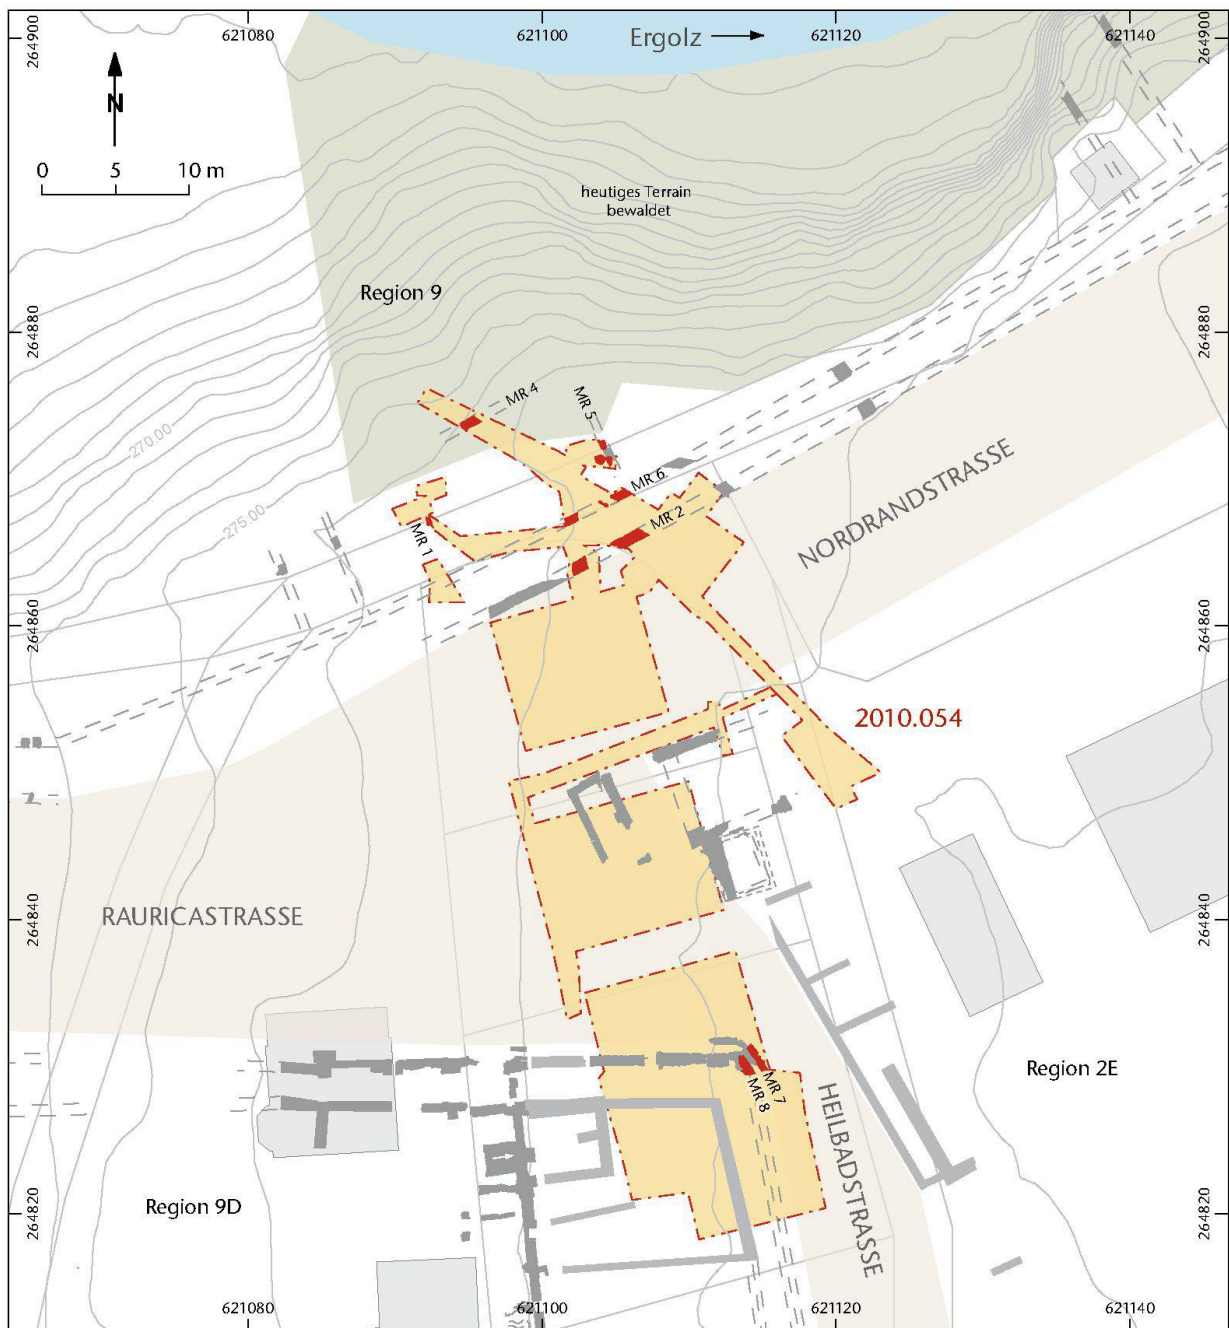 621080
621100
Ergolz
621120
621140
264900
264900
N
0 5 10 m
heutiges Terrain
bewaldet
Region 9
264880
264880
MR 4
MR 5
270.00
MR 6
MR 2
NORDRANDSTRASSE
275.00
MR 1
264860
264860
2010.054
RAURICASTRASSE
264840
264840
Region 2E
MR 7
MR 8
HEILBADSTRASSE
Region 9D
264820
264820
621080
621100
621120
621140